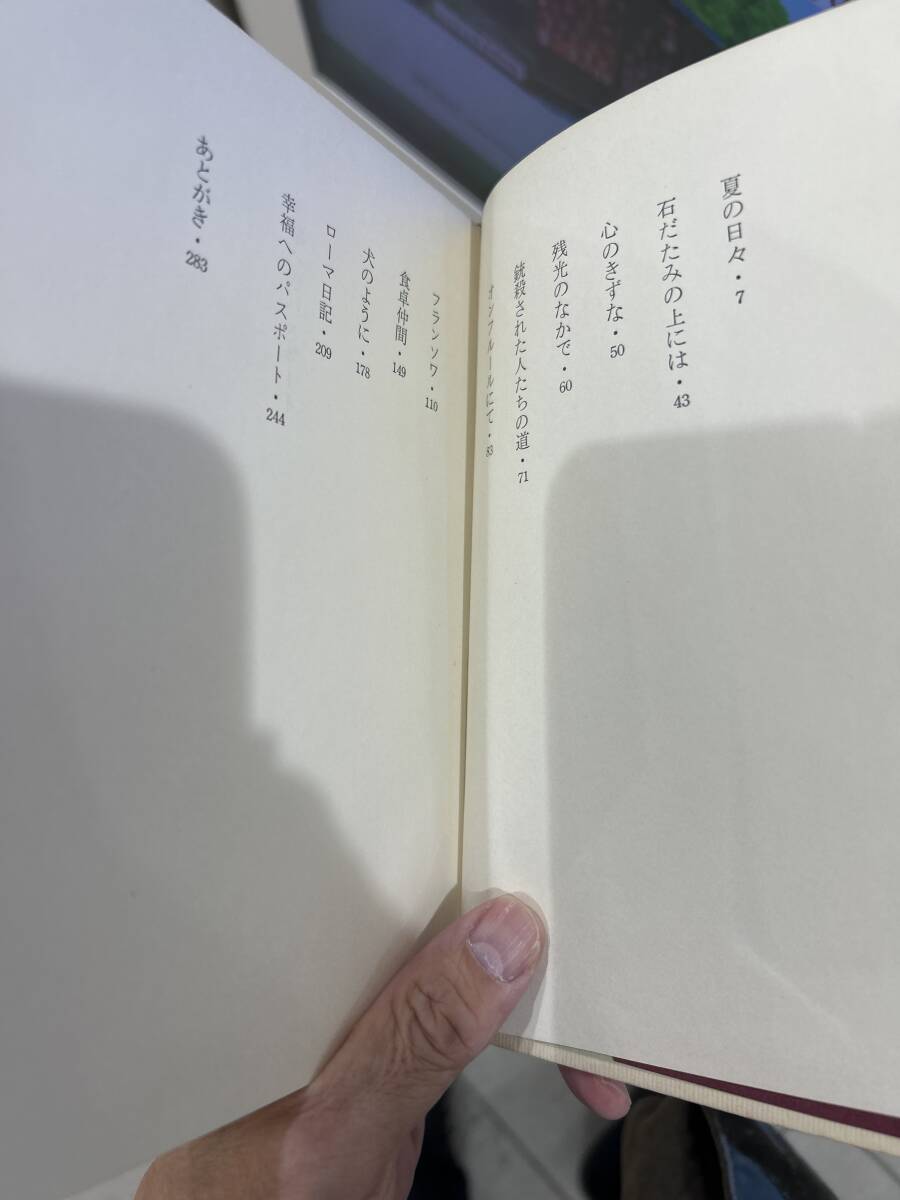 夏の日々・7
石だたみの上には・43
心のきずな・50
残光のなかで・60
銃殺された人たちの道・71
オンフルールにて・83
フランソワ・110
食卓仲間・149
犬のように・178
ローマ日記・209
幸福へのパスポート・244
あとがき・283